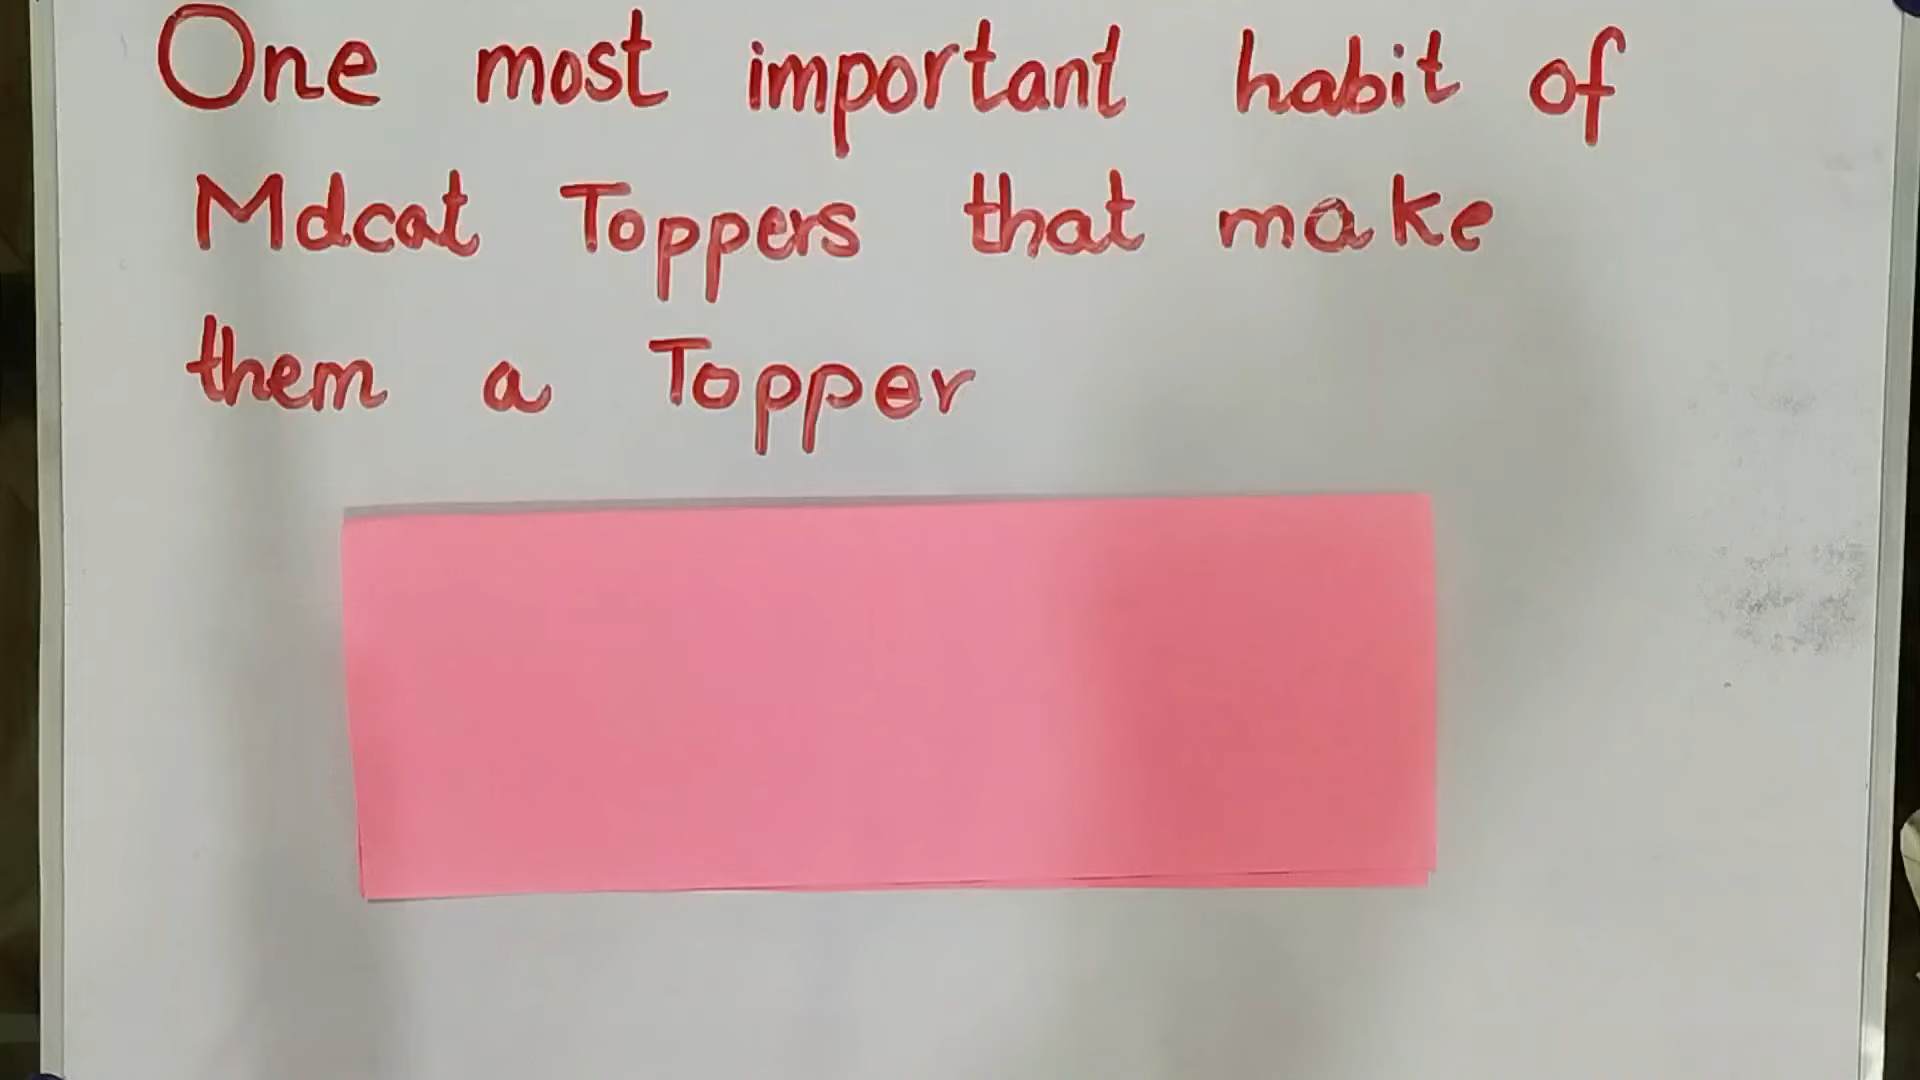 One most important habit of
Mdcat Toppers that make
them a Topper